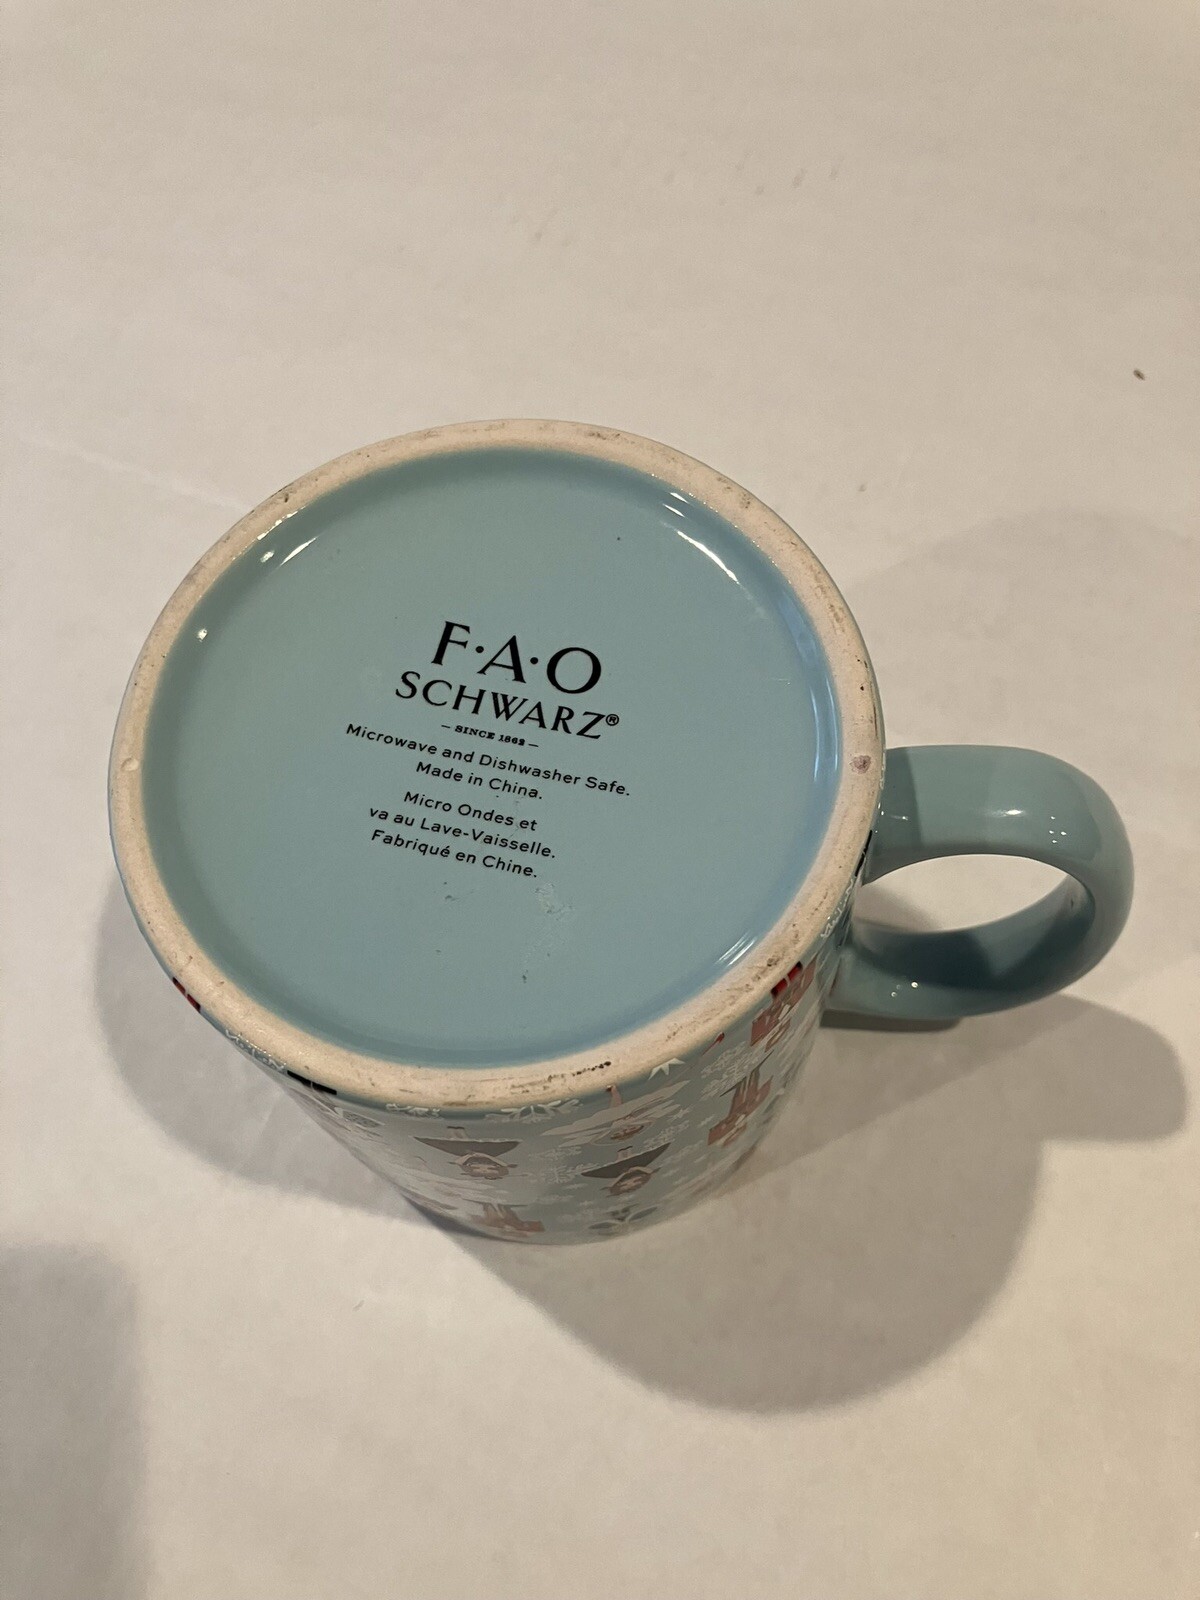 F·A·O
SCHWARZ®
— SINCE 1862 —
Microwave and Dishwasher Safe.
Made in China.
Micro Ondes et
va au Lave-Vaisselle.
Fabriqué en Chine.